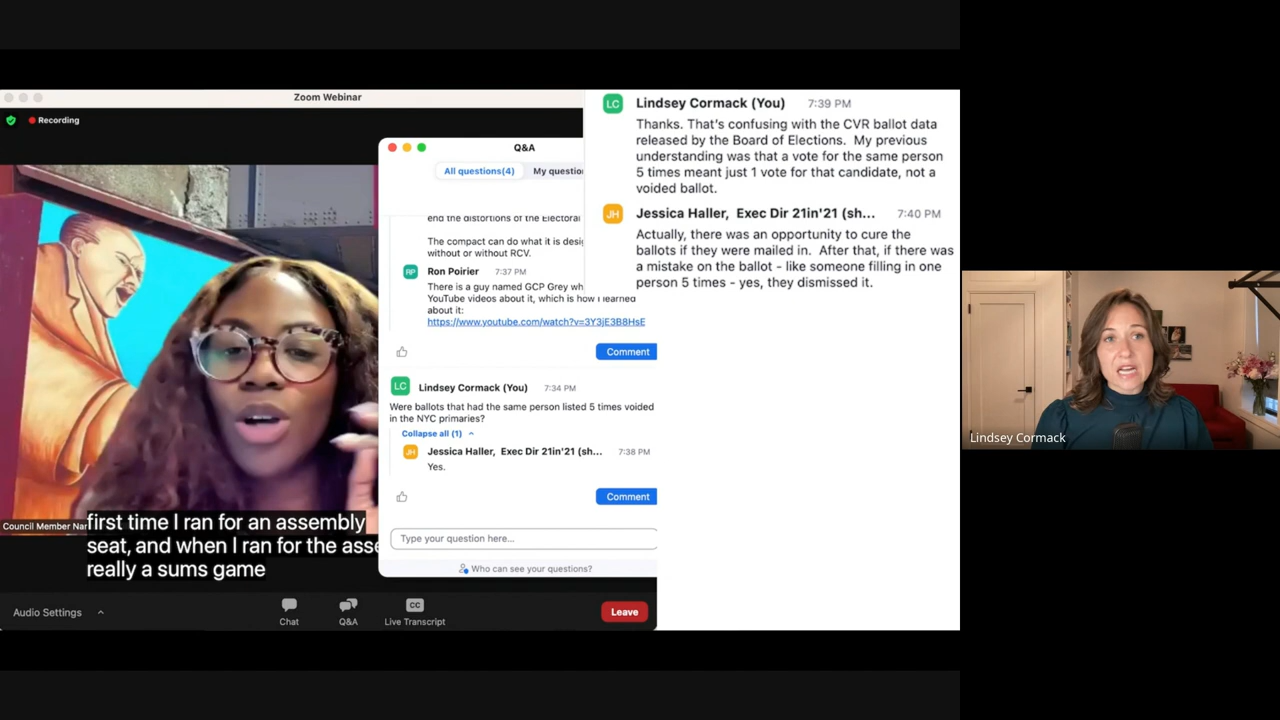 Zoom Webinar
Recording
Council Member Nar
first time I ran for an assembly
seat, and when I ran for the asse
really a sums game
Q&A
All questions(4)
My questio
end the distortions of the Electoral
The compact can do what it is desig
without or without RCV.
RP
Ron Poirier
7:37 PM
There is a guy named GCP Grey wh
YouTube videos about it, which is how I learned
about it:
https://www.youtube.com/watch?v=3Y3jE3B8HsE
Comment
LC
Lindsey Cormack (You)
7:34 PM
Were ballots that had the same person listed 5 times voided
in the NYC primaries?
Collapse all (1)
JH
Jessica Haller, Exec Dir 21in'21 (sh...
7:38 PM
Yes.
Comment
Type your question here...
Who can see your questions?
Audio Settings
Chat
Q&A
CC
Live Transcript
Leave
LC
Lindsey Cormack (You)
7:39 PM
Thanks. That's confusing with the CVR ballot data
released by the Board of Elections. My previous
understanding was that a vote for the same person
5 times meant just 1 vote for that candidate, not a
voided ballot.
JH
Jessica Haller, Exec Dir 21in'21 (sh...
7:40 PM
Actually, there was an opportunity to cure the
ballots if they were mailed in. After that, if there was
a mistake on the ballot - like someone filling in one
person 5 times - yes, they dismissed it.
Lindsey Cormack